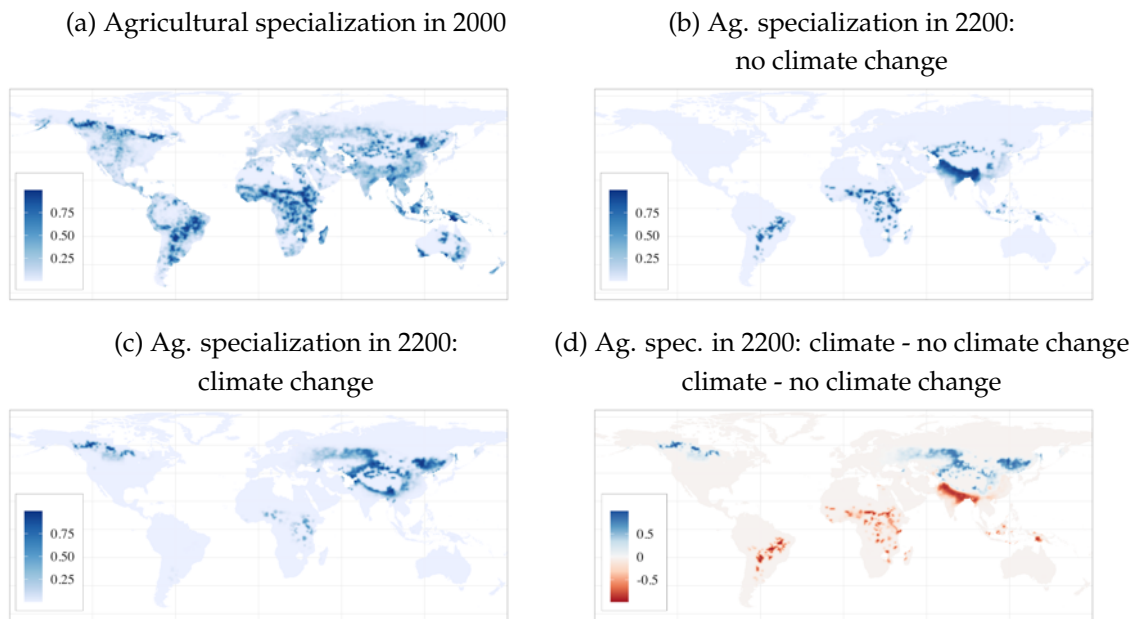 (a) Agricultural specialization in 2000
(b) Ag. specialization in 2200:
no climate change
0.75
0.50
0.25
0.75
0.50
0.25
(c) Ag. specialization in 2200:
climate change
(d) Ag. spec. in 2200: climate - no climate change
climate - no climate change
0.75
0.50
0.25
0.5
0
-0.5